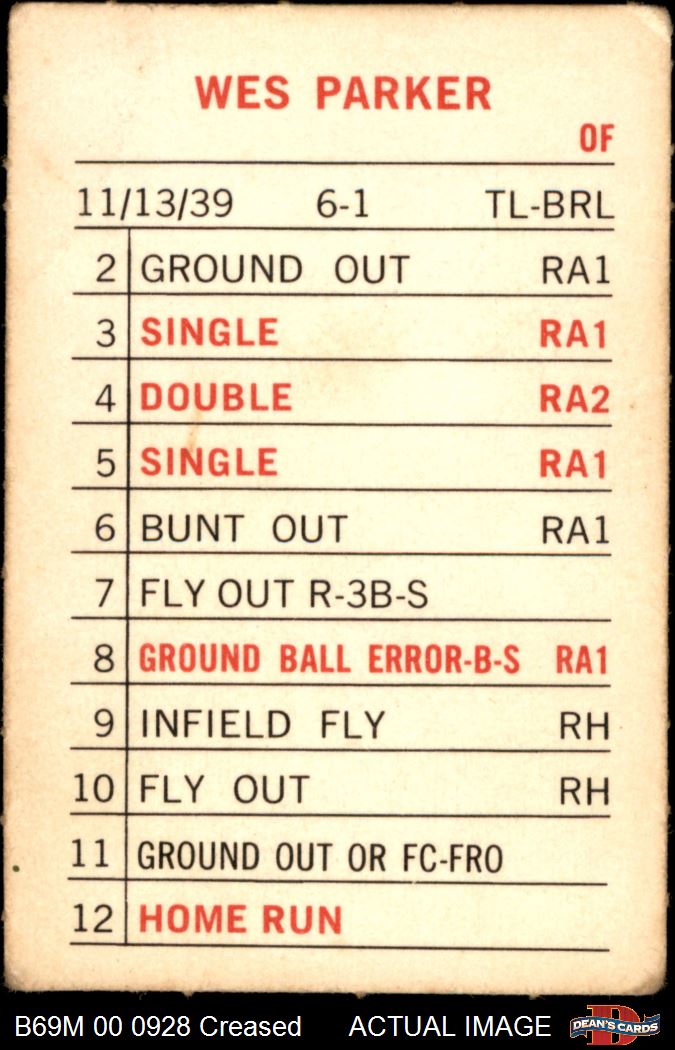 WES PARKER
OF
11/13/39 6-1 TL-BRL
2 GROUND OUT RA1
3 SINGLE RA1
4 DOUBLE RA2
5 SINGLE RA1
6 BUNT OUT RA1
7 FLY OUT R-3B-S
8 GROUND BALL ERROR-B-S RA1
9 INFIELD FLY RH
10 FLY OUT RH
11 GROUND OUT OR FC-FRO
12 HOME RUN
B69M 00 0928 Creased ACTUAL IMAGE D DEAN'S CARDS